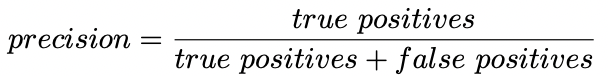 precision = true positives / true positives + false positives